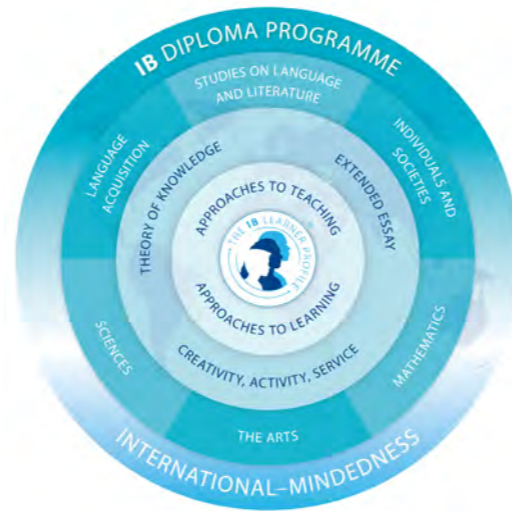 IB DIPLOMA PROGRAMME
STUDIES ON LANGUAGE
AND LITERATURE
LANGUAGE
ACQUISITION
INDIVIDUALS AND
SOCIETIES
THEORY OF KNOWLEDGE
EXTENDED ESSAY
APPROACHES TO TEACHING
THE IB LEARNER PROFILE
APPROACHES TO LEARNING
CREATIVITY, ACTIVITY, SERVICE
SCIENCES
MATHEMATICS
THE ARTS
INTERNATIONAL–MINDEDNESS